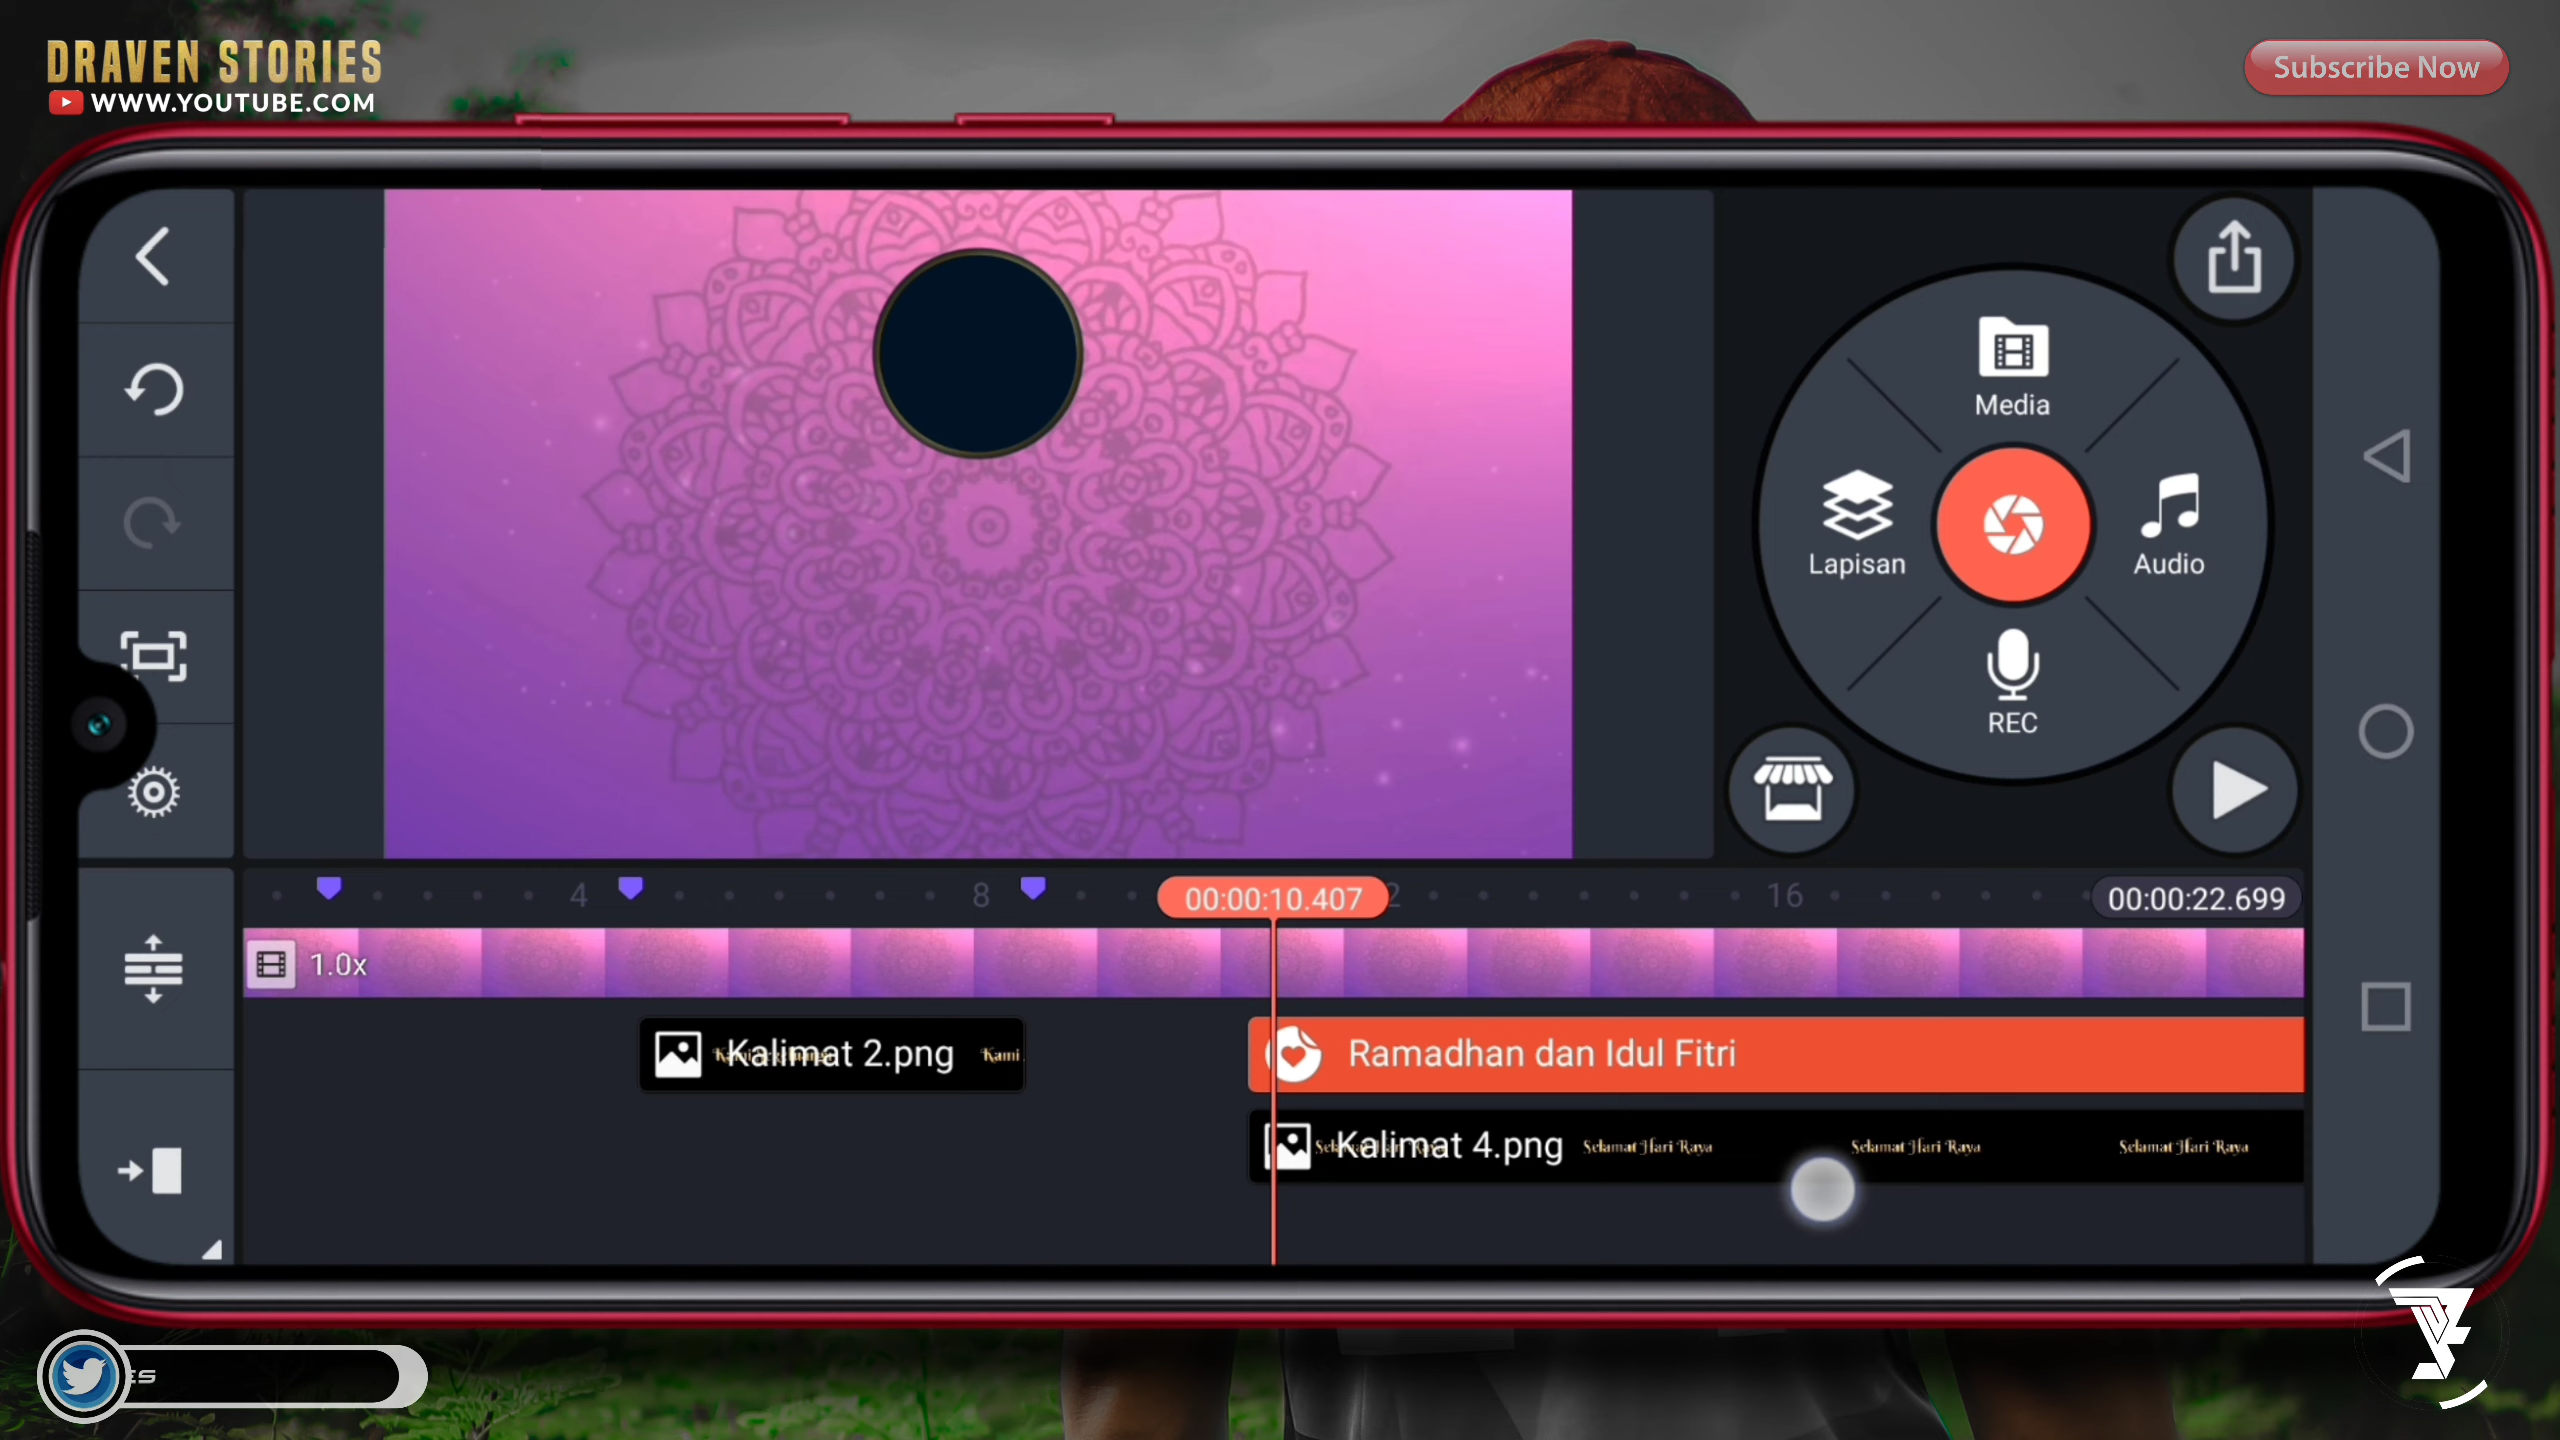 DRAVEN STORIES
WWW.YOUTUBE.COM
Subscribe Now
Media
Lapisan
Audio
REC
4
8
00:00:10.407
2
16
00:00:22.699
1.0x
Kalimat 2.png
Kami
Ramadhan dan Idul Fitri
Kalimat 4.png
Selamat Hari Raya
Selamat Hari Raya
Selamat Hari Raya
ES